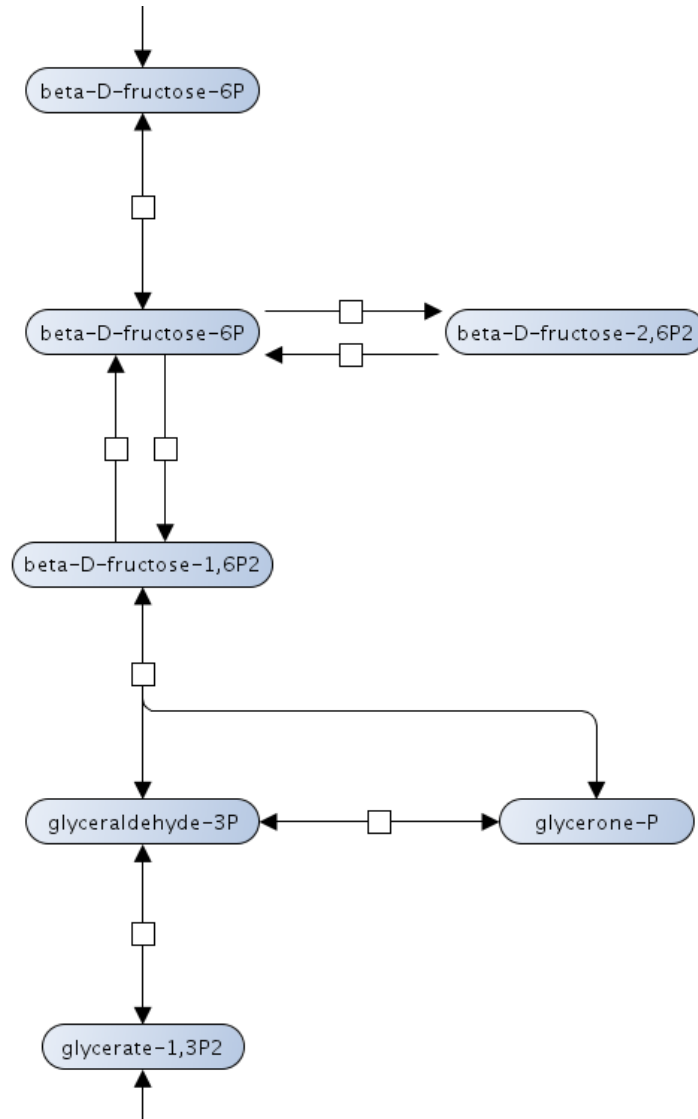 beta-D-fructose-6P
beta-D-fructose-6P
beta-D-fructose-2,6P2
beta-D-fructose-1,6P2
glyceraldehyde-3P
glycerone-P
glycerate-1,3P2